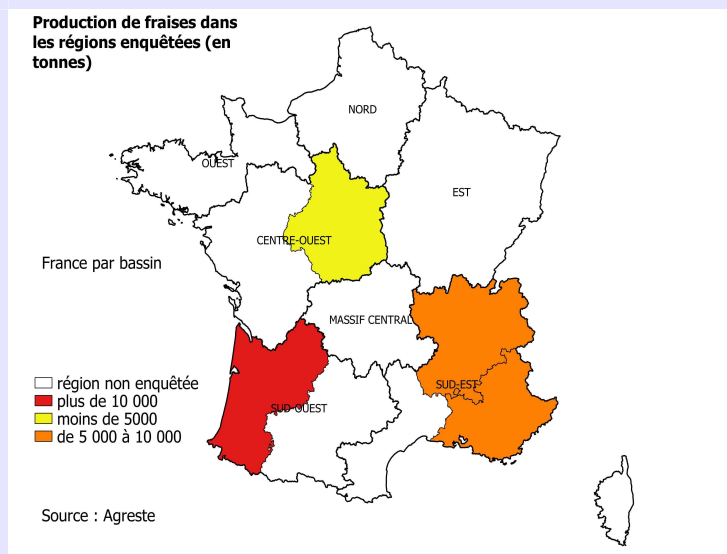 Production de fraises dans
les régions enquêtées (en
tonnes)
NORD
OUEST
EST
CENTRE-OUEST
France par bassin
MASSIF CENTRAL
SUD-EST
SUD-OUEST
région non enquêtée
plus de 10 000
moins de 5000
de 5 000 à 10 000
Source : Agreste